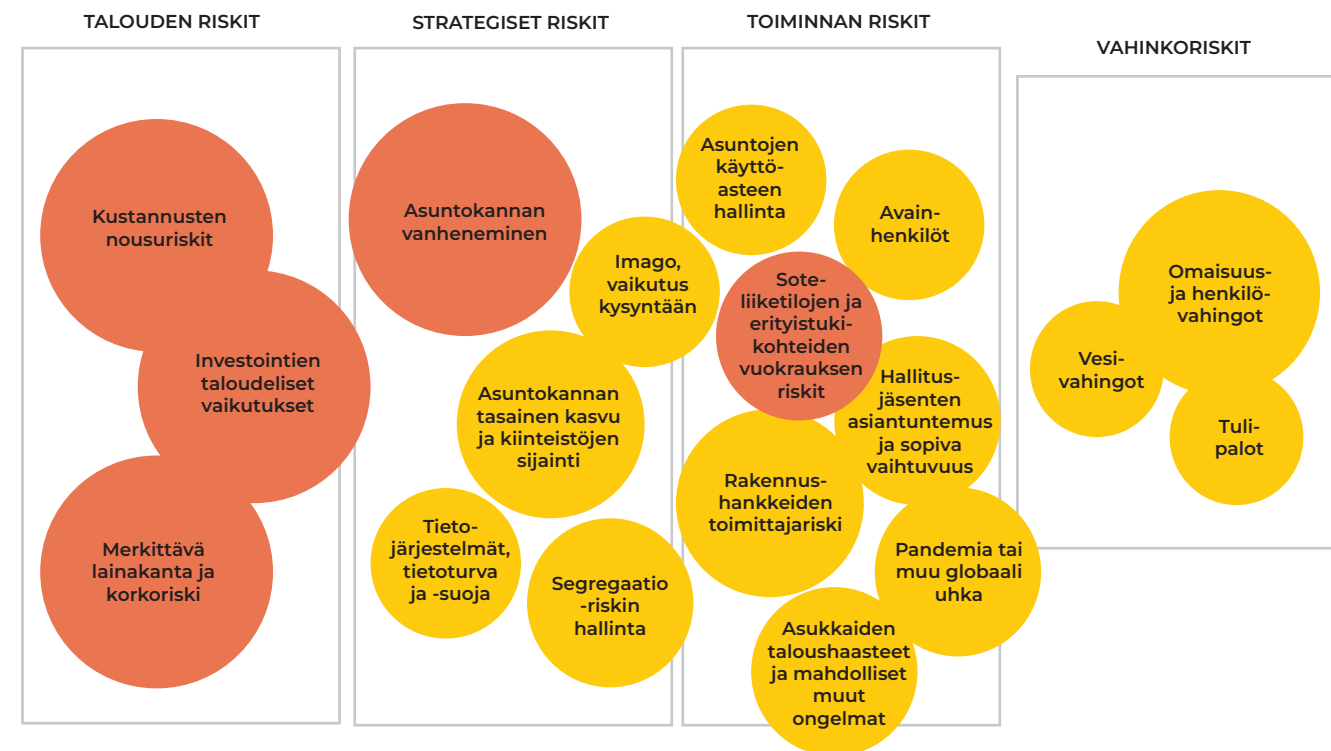 TALOUDEN RISKIT
Kustannusten
nousuriskit
Investointien
taloudeliset
vaikutukset
Merkittävä
lainakanta ja
korkoriski
STRATEGISET RISKIT
Asuntokannan
vanheneminen
Imago,
vaikutus
kysyntään
Asuntokannan
tasainen kasvu
ja kiinteistöjen
sijainti
Tieto-
järjestelmät,
tietoturva
ja -suoja
Segregaatio
-riskin
hallinta
TOIMINNAN RISKIT
Asuntojen
käyttö-
asteen
hallinta
Avain-
henkilöt
Sote-
liiketilojen ja
erityistuki-
kohteiden
vuokrauksen
riskit
Hallitus-
jäsenten
asiantuntemus
ja sopiva
vaihtuvuus
Rakennus-
hankkeiden
toimittajariski
Pandemia tai
muu globaali
uhka
Asukkaiden
taloushaasteet
ja mahdolliset
muut
ongelmat
VAHINKORISKIT
Omaisuus-
ja henkilö-
vahingot
Vesi-
vahingot
Tuli-
palot